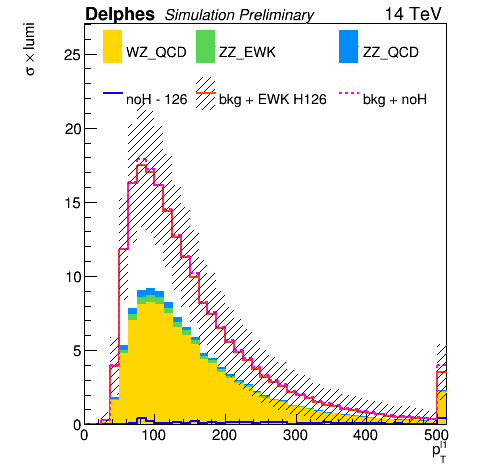 Delphes Simulation Preliminary 14 TeV
σ × lumi
WZ_QCD ZZ_EWK ZZ_QCD
noH - 126 bkg + EWK H126 bkg + noH
25
20
15
10
5
0
0 100 200 300 400 500
p_T^l1